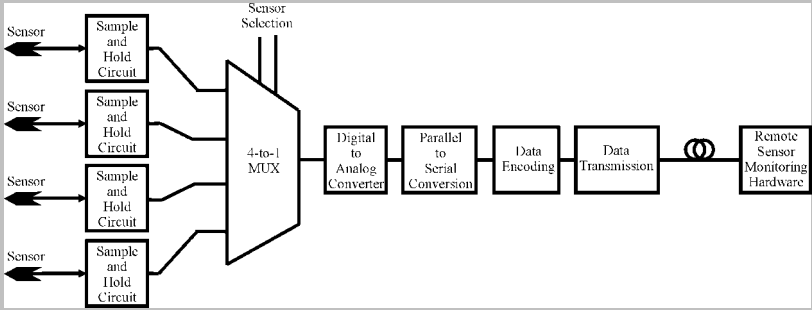 Sensor
Selection
Sensor
Sample
and
Hold
Circuit
Sensor
Sample
and
Hold
Circuit
Sensor
Sample
and
Hold
Circuit
Sensor
Sample
and
Hold
Circuit
4-to-1
MUX
Digital
to
Analog
Converter
Parallel
to
Serial
Conversion
Data
Encoding
Data
Transmission
Remote
Sensor
Monitoring
Hardware